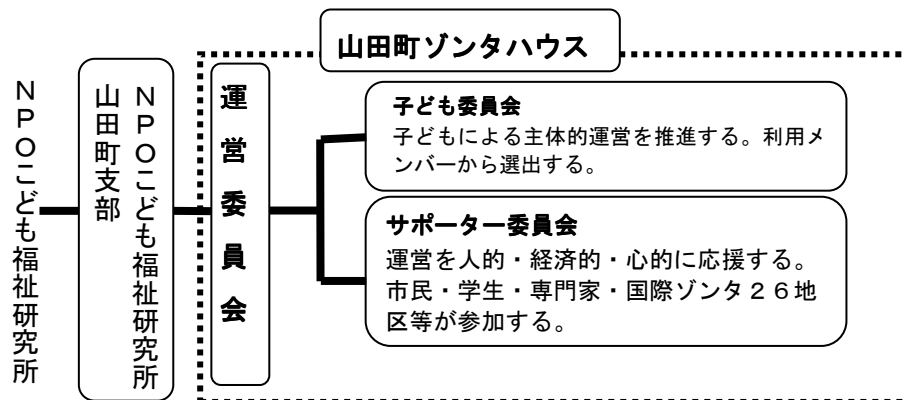 山田町ゾンタハウス
ＮＰＯこども福祉研究所
ＮＰＯこども福祉研究所
山田町支部
運営委員会
子ども委員会
子どもによる主体的運営を推進する。利用メ
ンバーから選出する。
サポーター委員会
運営を人的・経済的・心的に応援する。
市民・学生・専門家・国際ゾンタ２６地
区等が参加する。